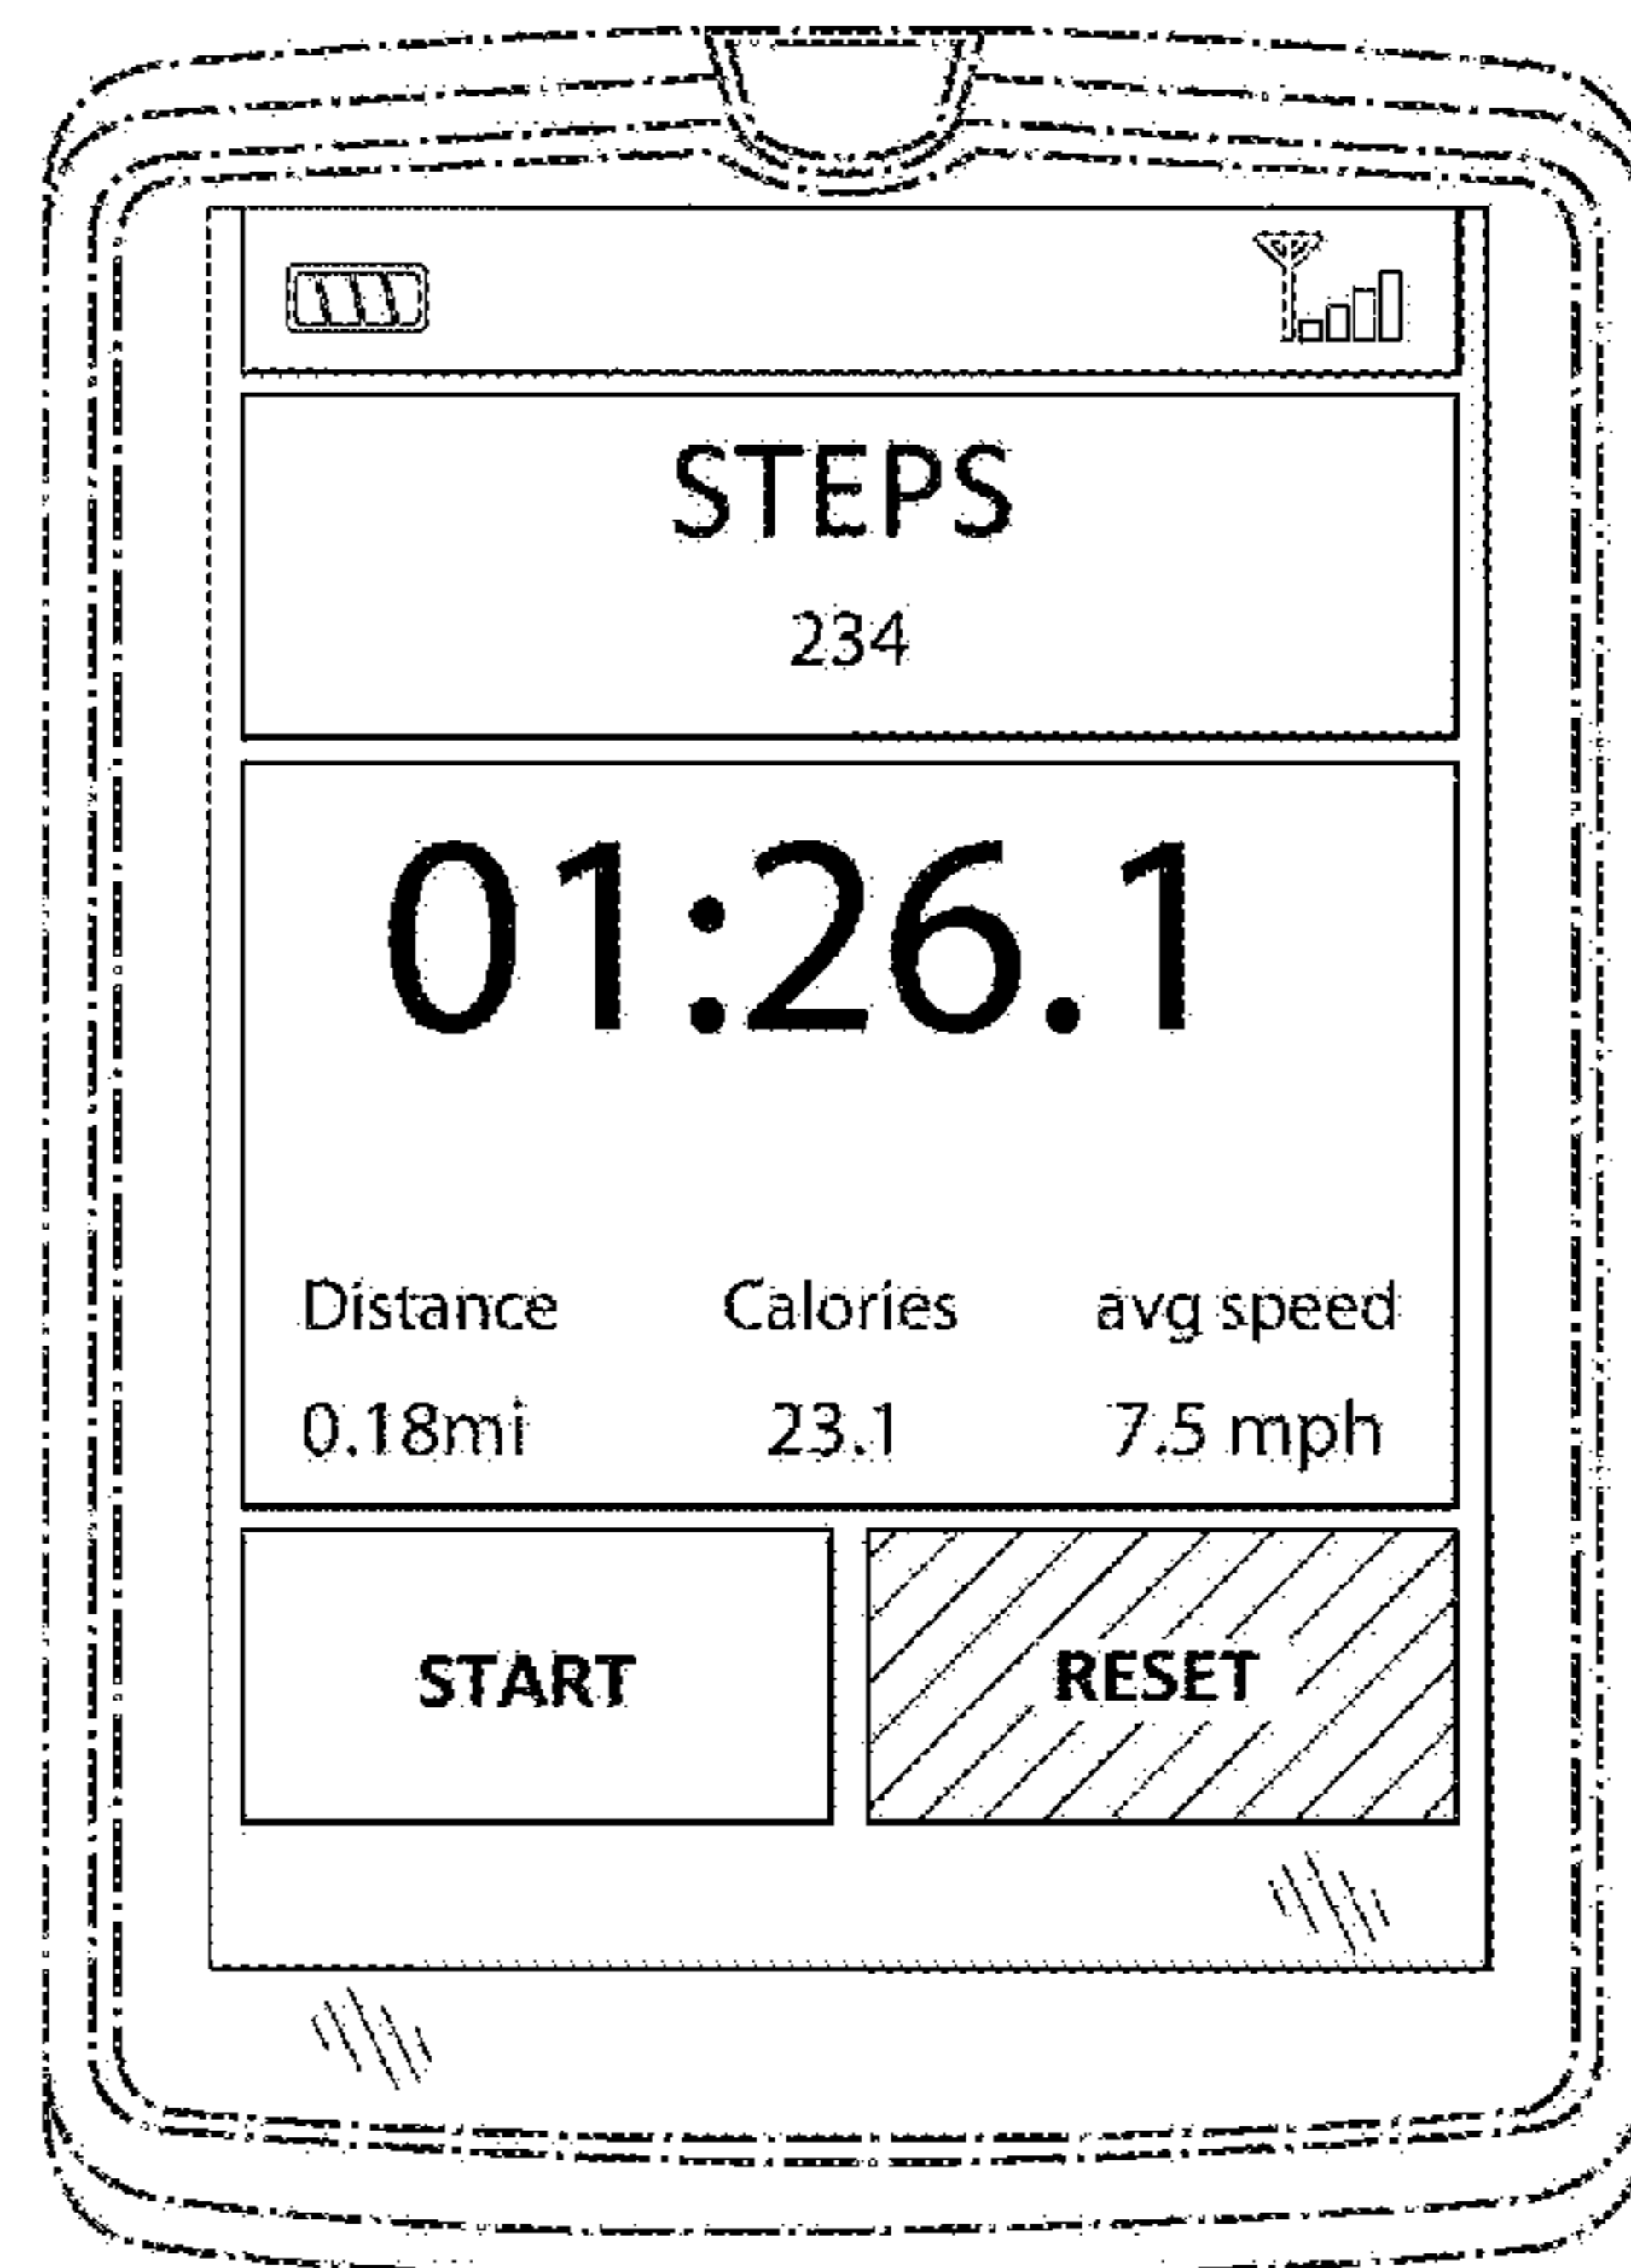 STEPS
234
01:26.1
Distance Calories avg speed
0.18mi 23.1 7.5 mph
START RESET